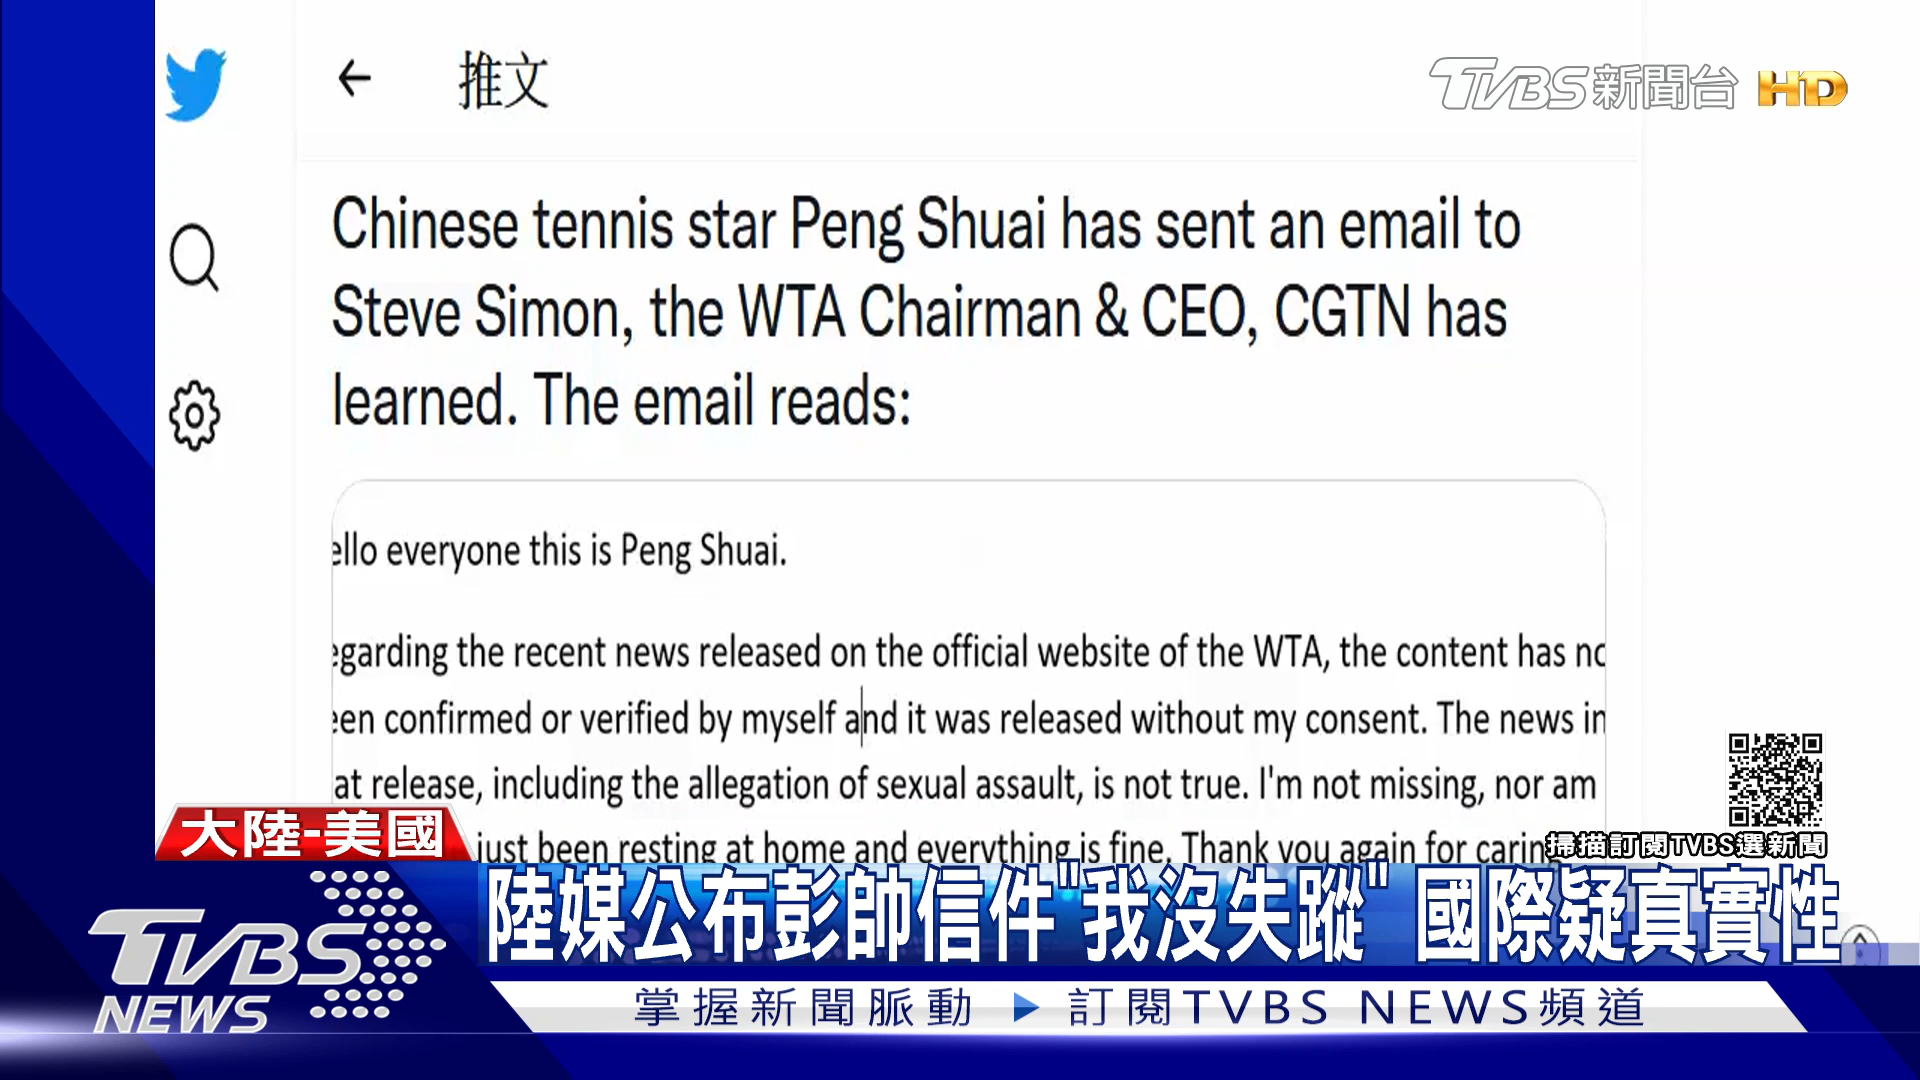 推文
TVBS新聞台 HD
Chinese tennis star Peng Shuai has sent an email to
Steve Simon, the WTA Chairman & CEO, CGTN has
learned. The email reads:
ello everyone this is Peng Shuai.
egarding the recent news released on the official website of the WTA, the content has no
een confirmed or verified by myself and it was released without my consent. The news in
at release, including the allegation of sexual assault, is not true. I'm not missing, nor am
just been resting at home and everything is fine. Thank you again for caring
掃描訂閱TVBS選新聞
大陸-美國
陸媒公布彭帥信件"我沒失蹤" 國際疑真實性
TVBS NEWS
掌握新聞脈動 ▶ 訂閱TVBS NEWS頻道